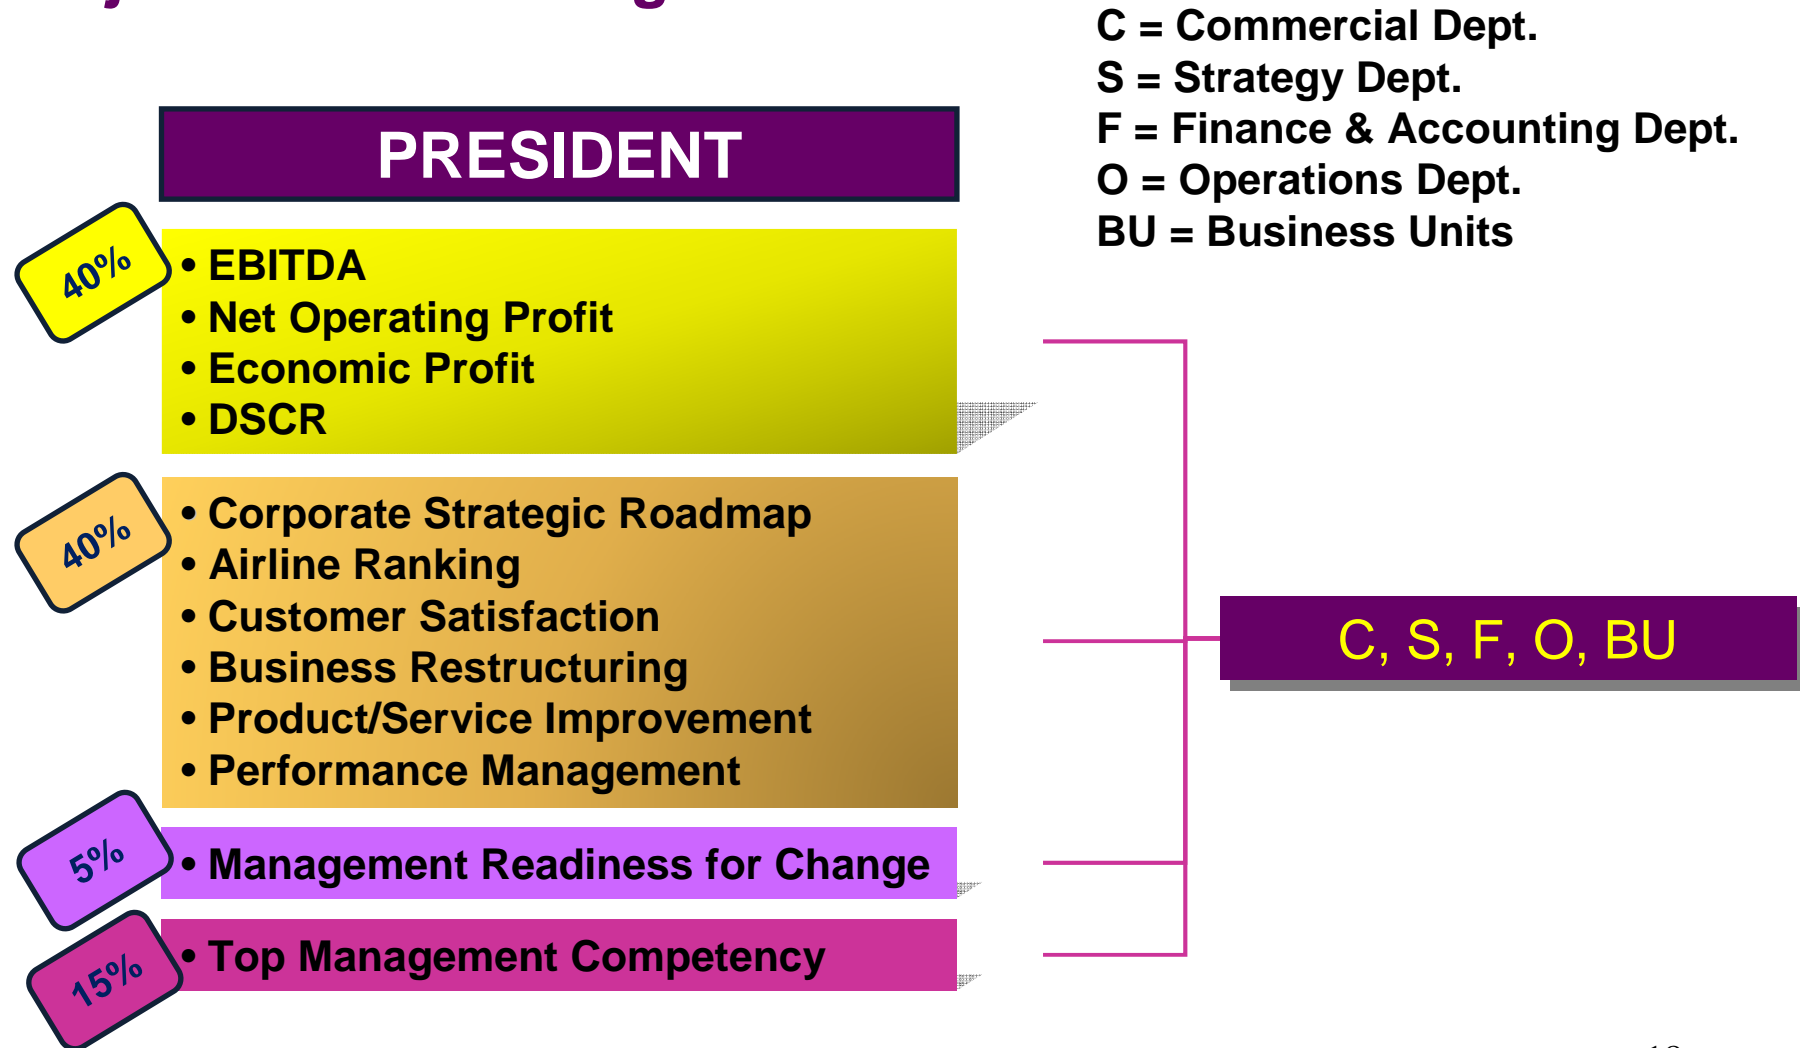 C = Commercial Dept.
S = Strategy Dept.
F = Finance & Accounting Dept.
O = Operations Dept.
BU = Business Units
PRESIDENT
40%
• EBITDA
• Net Operating Profit
• Economic Profit
• DSCR
40%
• Corporate Strategic Roadmap
• Airline Ranking
• Customer Satisfaction
• Business Restructuring
• Product/Service Improvement
• Performance Management
5%
• Management Readiness for Change
15%
• Top Management Competency
C, S, F, O, BU